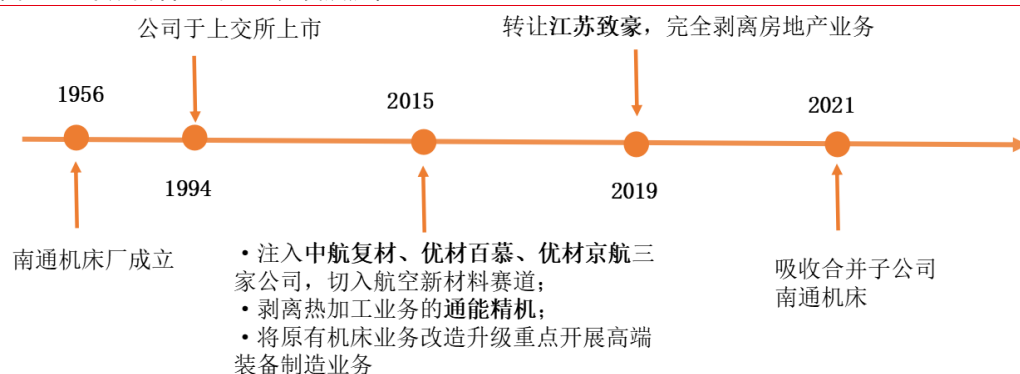 公司于上交所上市
转让江苏致豪，完全剥离房地产业务
1956
2015
2021
1994
2019
南通机床厂成立
•注入中航复材、优材百慕、优材京航三
家公司，切入航空新材料赛道；
•剥离热加工业务的通能精机；
•将原有机床业务改造升级重点开展高端
装备制造业务
吸收合并子公司
南通机床